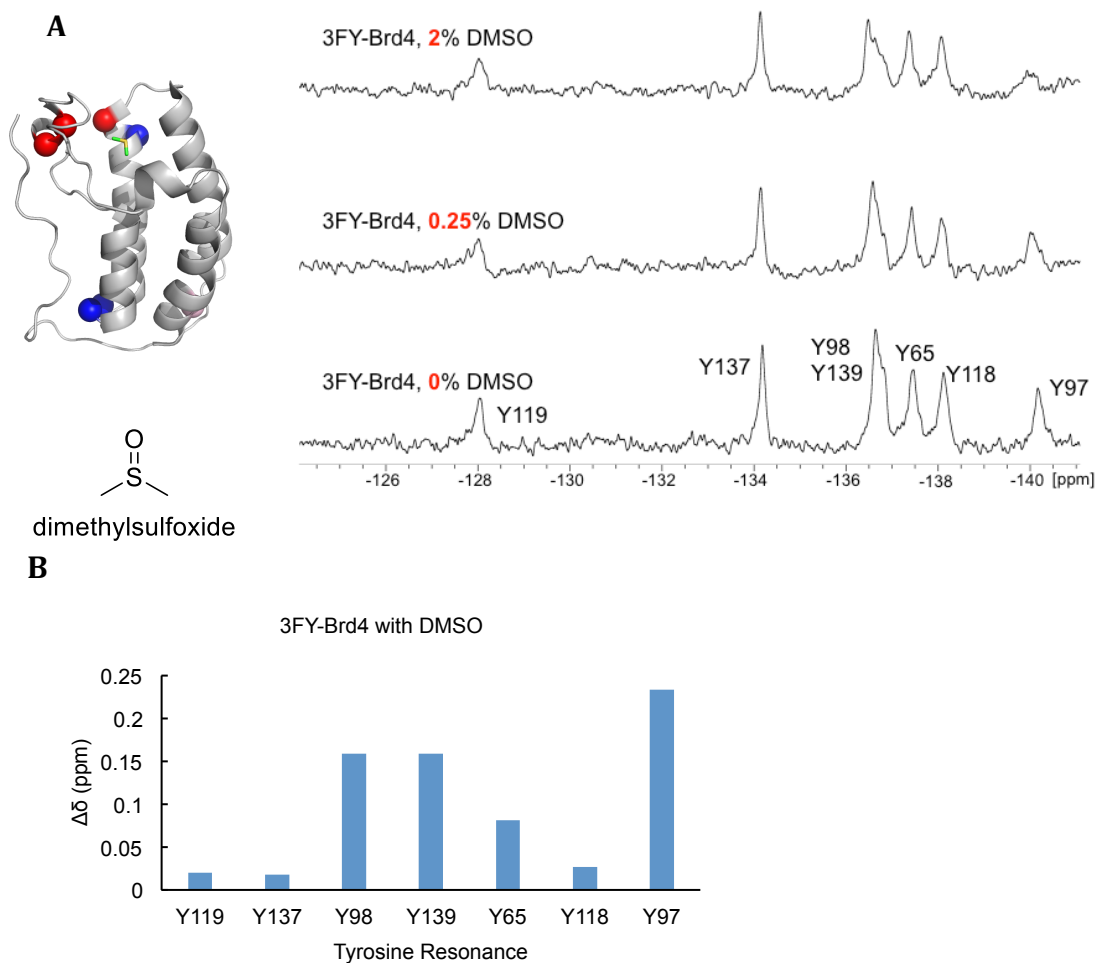 A
3FY-Brd4, 2% DMSO
3FY-Brd4, 0.25% DMSO
3FY-Brd4, 0% DMSO
Y119
Y137
Y98
Y139
Y65
Y118
Y97
-126 -128 -130 -132 -134 -136 -138 -140 [ppm]
O
S
dimethylsulfoxide
B
3FY-Brd4 with DMSO
0.25
0.2
0.15
0.1
0.05
0
Δδ (ppm)
Y119 Y137 Y98 Y139 Y65 Y118 Y97
Tyrosine Resonance